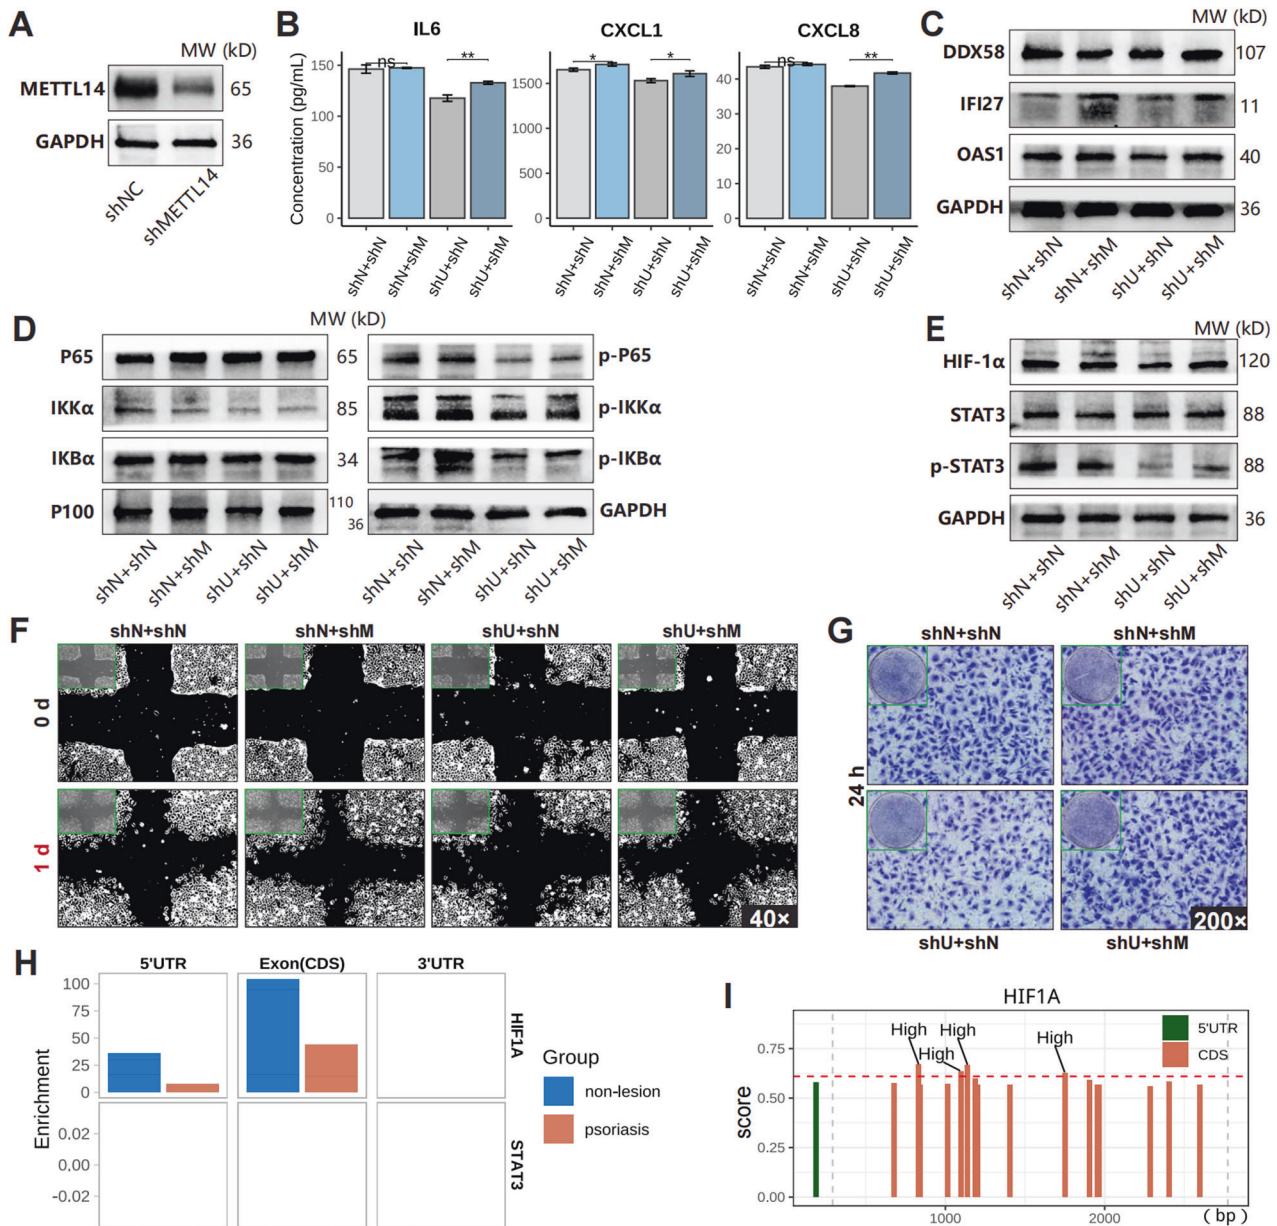 A
MW (kD)
METTL14
65
GAPDH
36
shNC
shMETTL14
B
IL6
CXCL1
CXCL8
Concentration (pg/mL)
150
100
50
0
ns
**
1500
1000
500
0
*
*
40
30
20
10
0
ns
**
shN+shN
shN+shM
shU+shN
shU+shM
shN+shN
shN+shM
shU+shN
shU+shM
shN+shN
shN+shM
shU+shN
shU+shM
C
MW (kD)
DDX58
107
IFI27
11
OAS1
40
GAPDH
36
shN+shN
shN+shM
shU+shN
shU+shM
D
MW (kD)
P65
65
p-P65
IKKα
85
p-IKKα
IKBα
34
p-IKBα
P100
110
36
GAPDH
shN+shN
shN+shM
shU+shN
shU+shM
shN+shN
shN+shM
shU+shN
shU+shM
E
MW (kD)
HIF-1α
120
STAT3
88
p-STAT3
88
GAPDH
36
shN+shN
shN+shM
shU+shN
shU+shM
F
shN+shN
shN+shM
shU+shN
shU+shM
0 d
1 d
40×
G
shN+shN
shN+shM
24 h
200×
shU+shN
shU+shM
H
5'UTR
Exon(CDS)
3'UTR
Enrichment
100
75
50
25
0
HIF1A
0.02
0.00
-0.02
STAT3
Group
non-lesion
psoriasis
I
HIF1A
score
0.75
0.50
0.25
0.00
High
High
High
High
5'UTR
CDS
1000
2000
( bp )